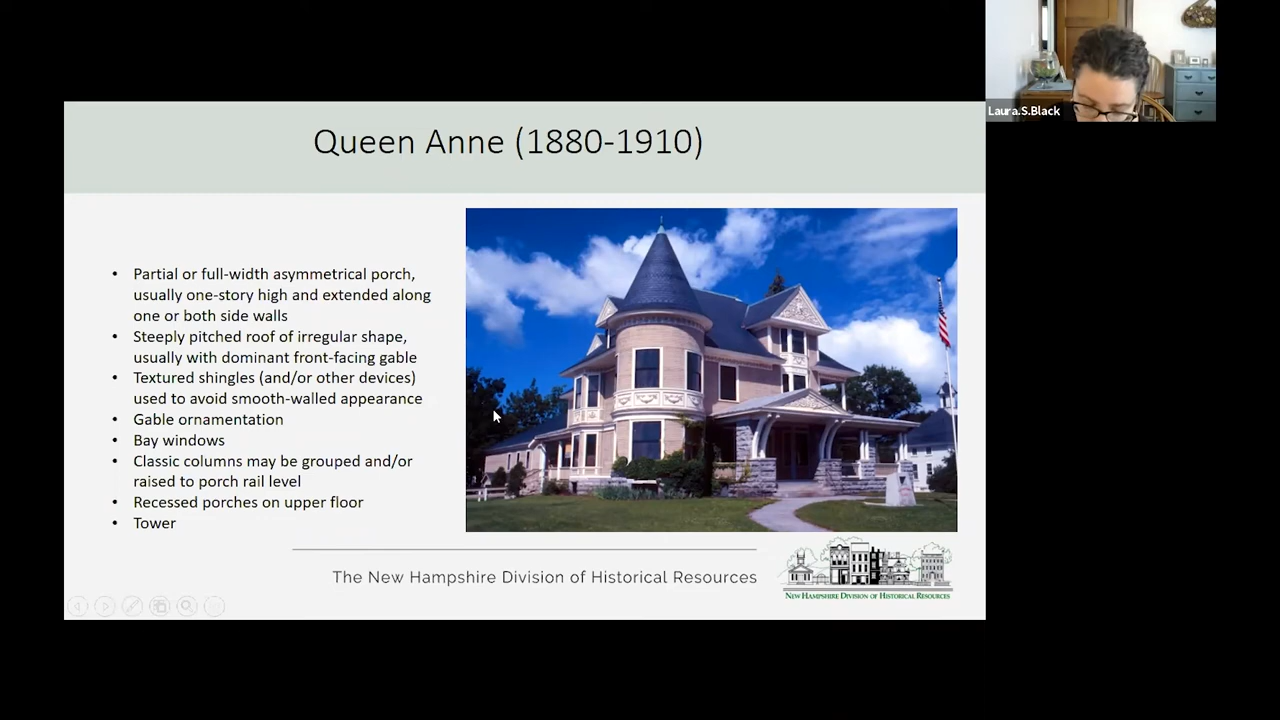 Laura.S.Black
Queen Anne (1880-1910)
• Partial or full-width asymmetrical porch,
usually one-story high and extended along
one or both side walls
• Steeply pitched roof of irregular shape,
usually with dominant front-facing gable
• Textured shingles (and/or other devices)
used to avoid smooth-walled appearance
• Gable ornamentation
• Bay windows
• Classic columns may be grouped and/or
raised to porch rail level
• Recessed porches on upper floor
• Tower
The New Hampshire Division of Historical Resources
New Hampshire Division of Historical Resources